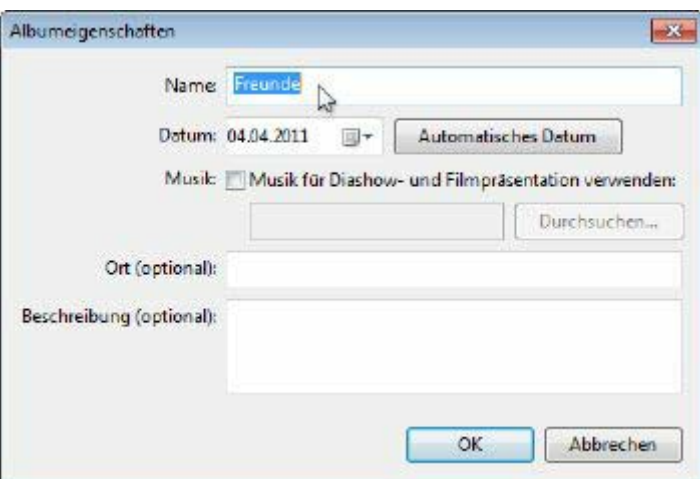 Albumeigenschaften
Name: Freunde
Datum: 04.04.2011 Automatisches Datum
Musik: Musik für Diashow- und Filmpräsentation verwenden:
Durchsuchen...
Ort (optional):
Beschreibung (optional):
OK Abbrechen